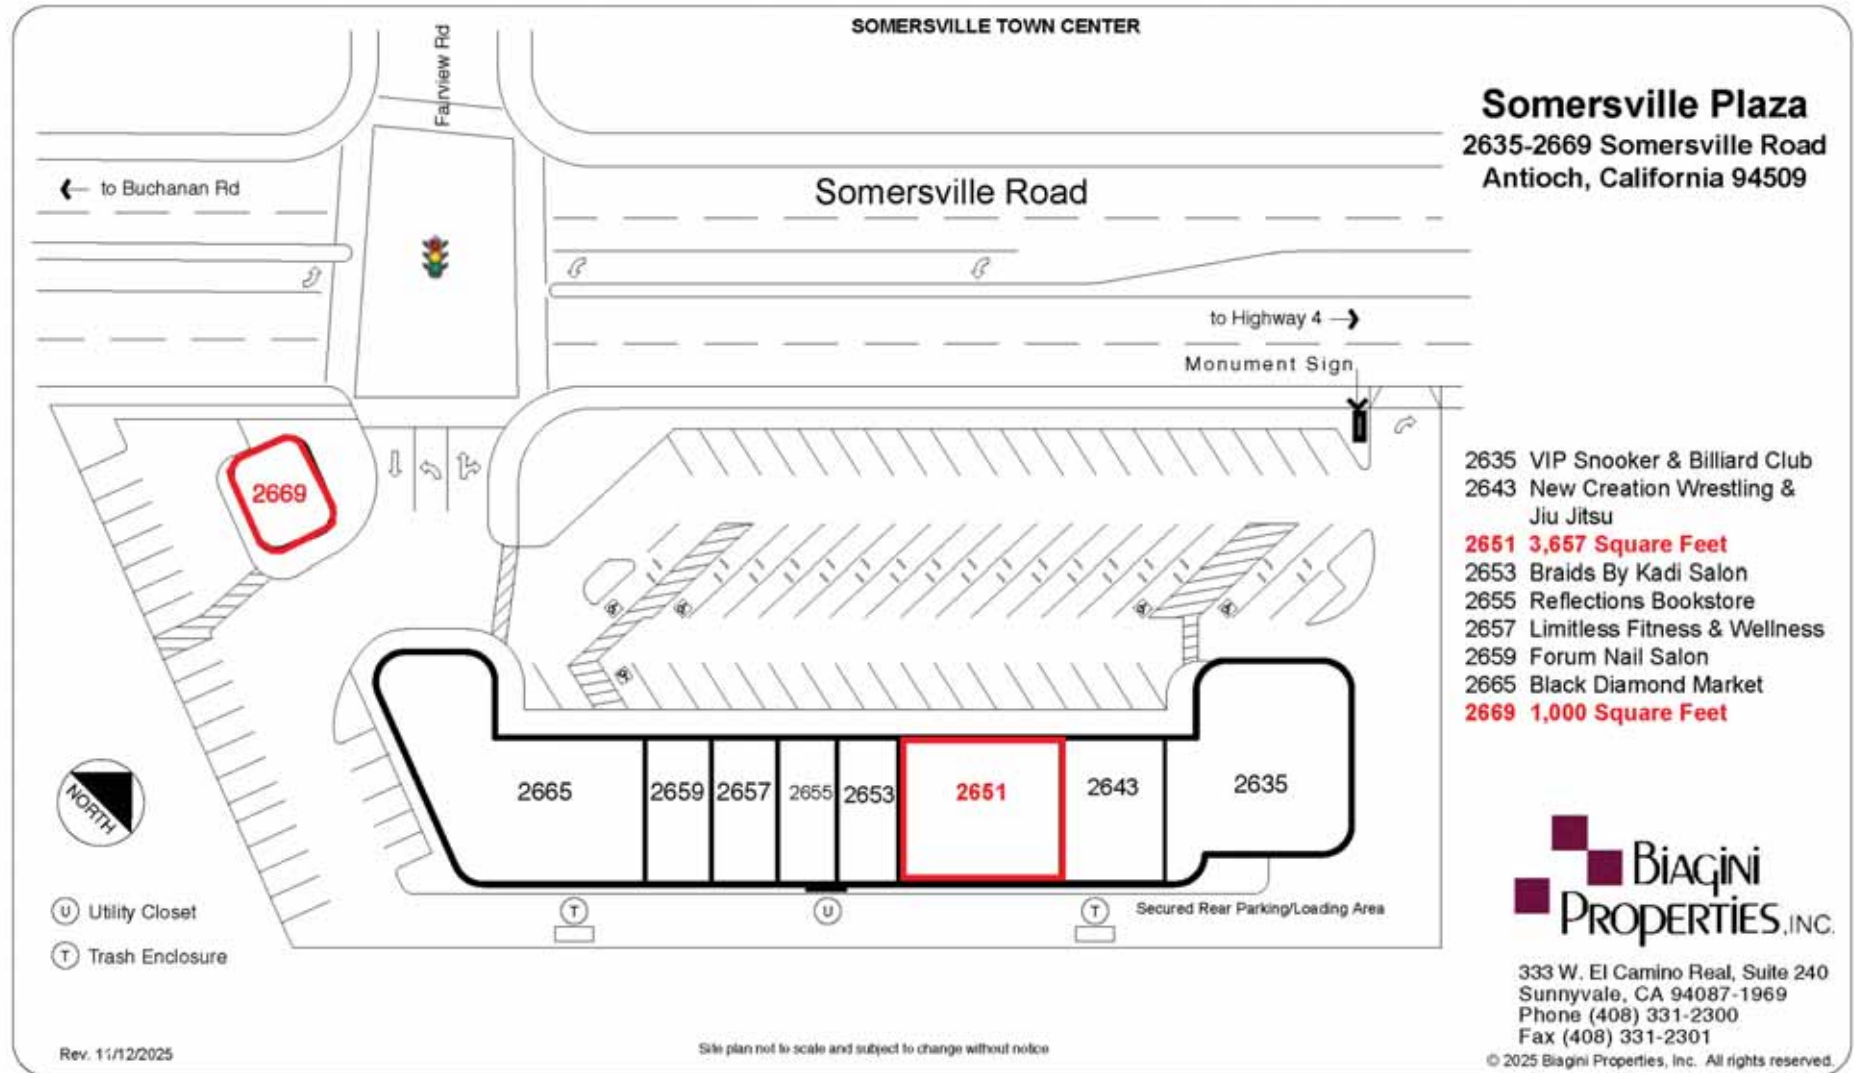 SOMERSVILLE TOWN CENTER
Fairview Rd
Somersville Plaza
2635-2669 Somersville Road
Antioch, California 94509
to Buchanan Rd
Somersville Road
to Highway 4
Monument Sign
2669
2635 VIP Snooker & Billiard Club
2643 New Creation Wrestling &
Jiu Jitsu
2651 3,657 Square Feet
2653 Braids By Kadi Salon
2655 Reflections Bookstore
2657 Limitless Fitness & Wellness
2659 Forum Nail Salon
2665 Black Diamond Market
2669 1,000 Square Feet
2665
2659
2657
2655
2653
2651
2643
2635
NORTH
U Utility Closet
T Trash Enclosure
T
U
T
Secured Rear Parking/Loading Area
BiAGiNi
PROPERTiES, INC.
333 W. El Camino Real, Suite 240
Sunnyvale, CA 94087-1969
Phone (408) 331-2300
Fax (408) 331-2301
© 2025 Biagini Properties, Inc. All rights reserved.
Rev. 11/12/2025
Site plan not to scale and subject to change without notice